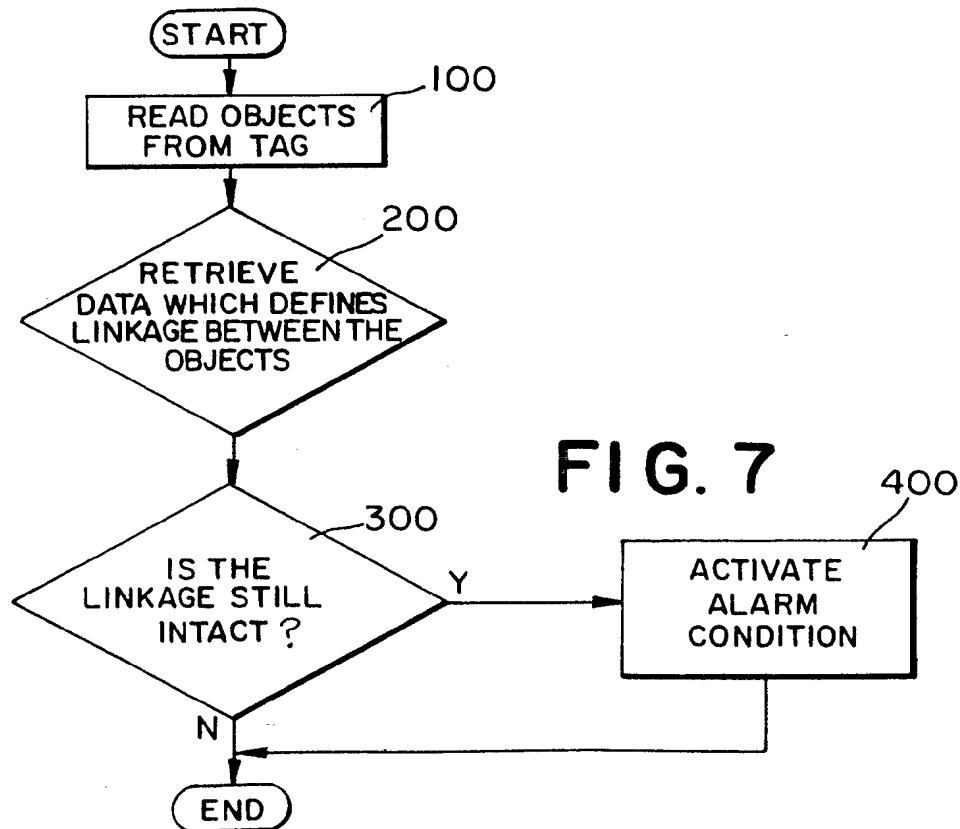 START
100
READ OBJECTS
FROM TAG
200
RETRIEVE
DATA WHICH DEFINES
LINKAGE BETWEEN THE
OBJECTS
FIG. 7
300
IS THE
LINKAGE STILL
INTACT?
Y
N
400
ACTIVATE
ALARM
CONDITION
END